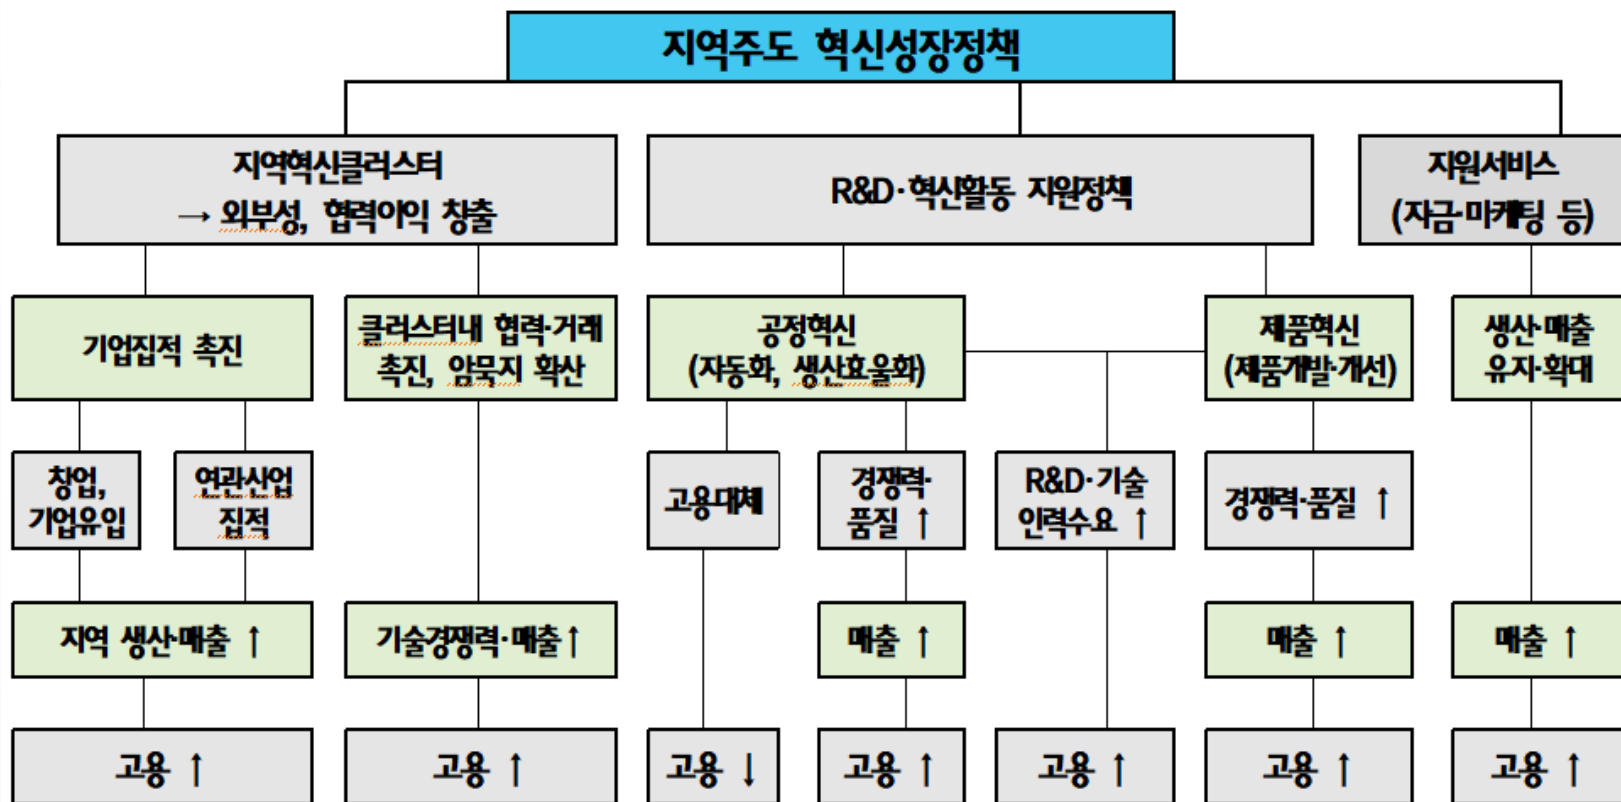 지역주도 혁신성장정책
지역혁신클러스터
→ 외부성, 협력이익 창출
R&D·혁신활동 지원정책
지원서비스
(자금·마케팅 등)
기업집적 촉진
클러스터내 협력·거래
촉진, 암묵지 확산
공정혁신
(자동화, 생산효율화)
제품혁신
(제품개발·개선)
생산·매출
유지·확대
창업,
기업유입
연관산업
집적
고용대체
경쟁력·
품질 ↑
R&D·기술
인력수요 ↑
경쟁력·품질 ↑
지역 생산·매출 ↑
기술경쟁력·매출↑
매출 ↑
매출 ↑
매출 ↑
고용 ↑
고용 ↑
고용 ↓
고용 ↑
고용 ↑
고용 ↑
고용 ↑